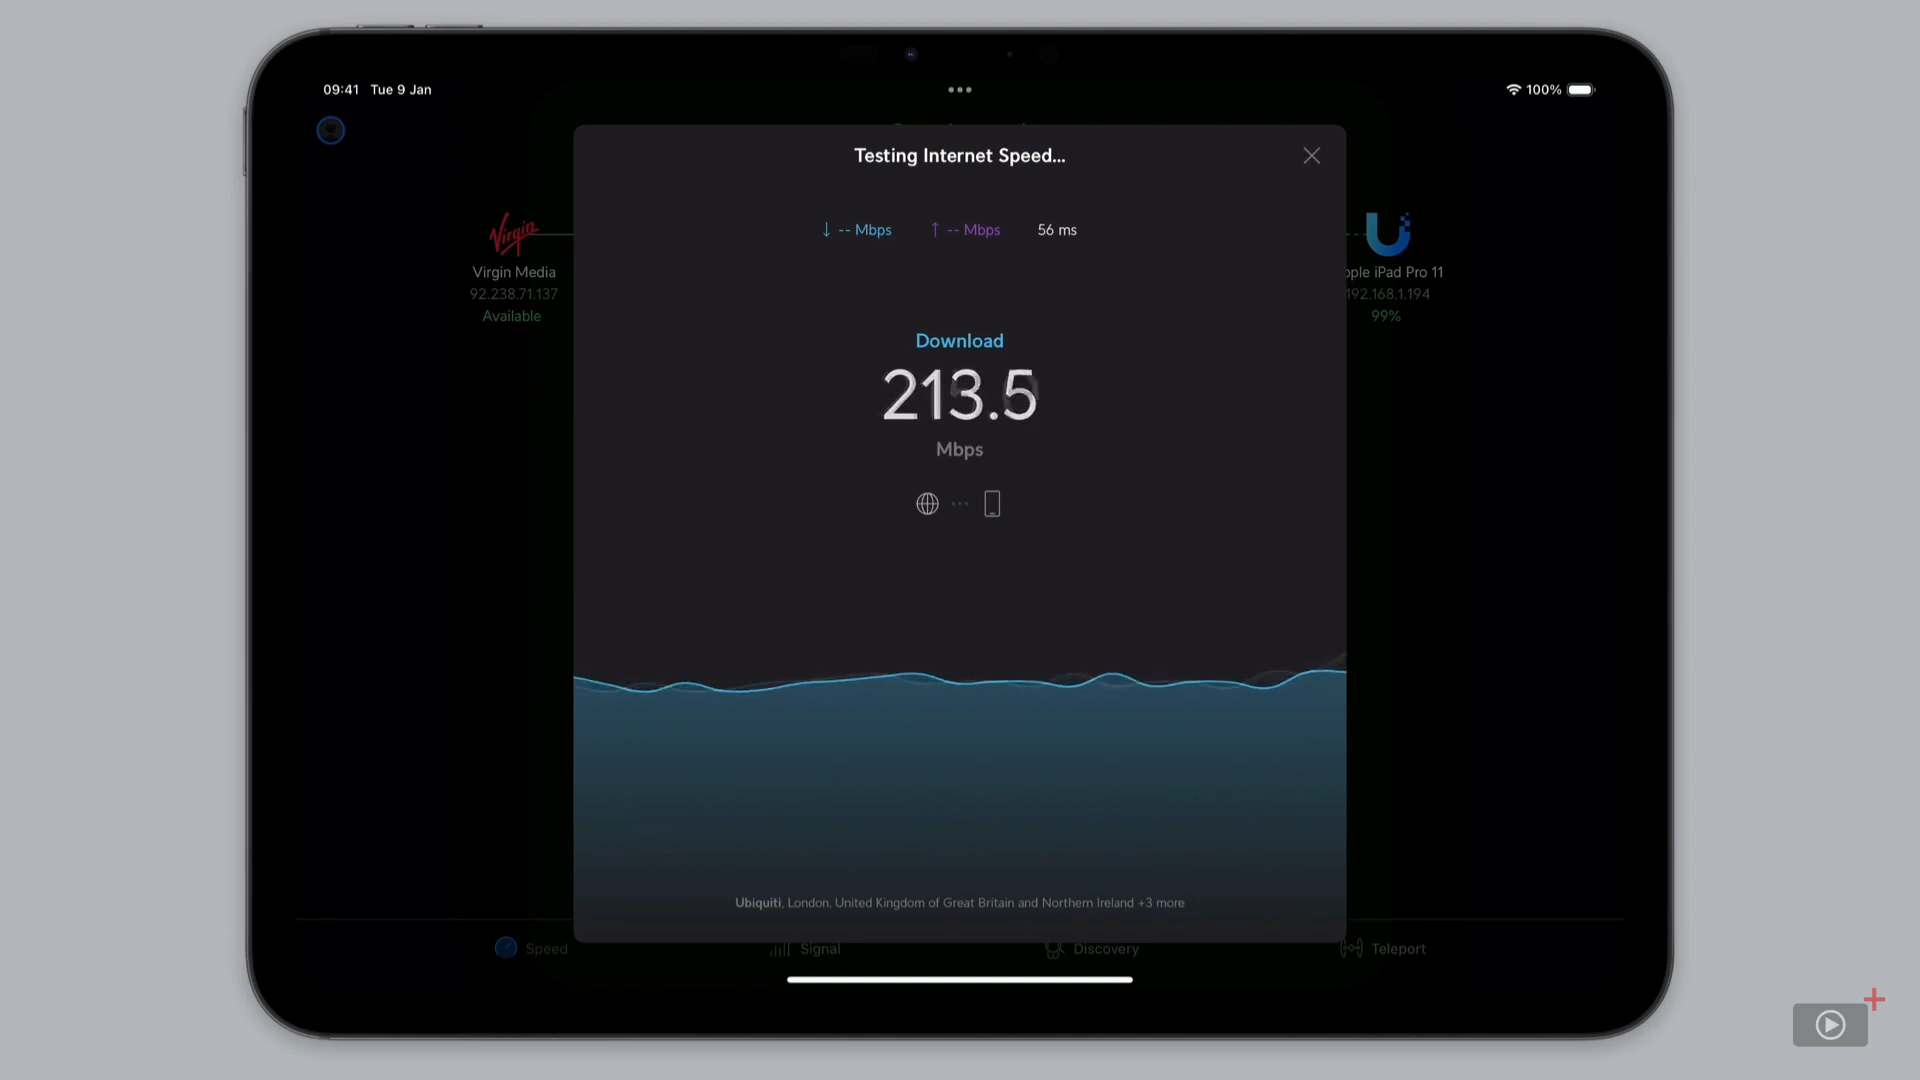 09:41 Tue 9 Jan
100%
Testing Internet Speed...
↓ -- Mbps ↑ -- Mbps 56 ms
Virgin
Virgin Media
92.238.71.137
Available
ple iPad Pro 11
192.168.1.194
99%
Download
213.5
Mbps
Ubiquiti, London, United Kingdom of Great Britain and Northern Ireland +3 more
Speed
Signal
Discovery
Teleport